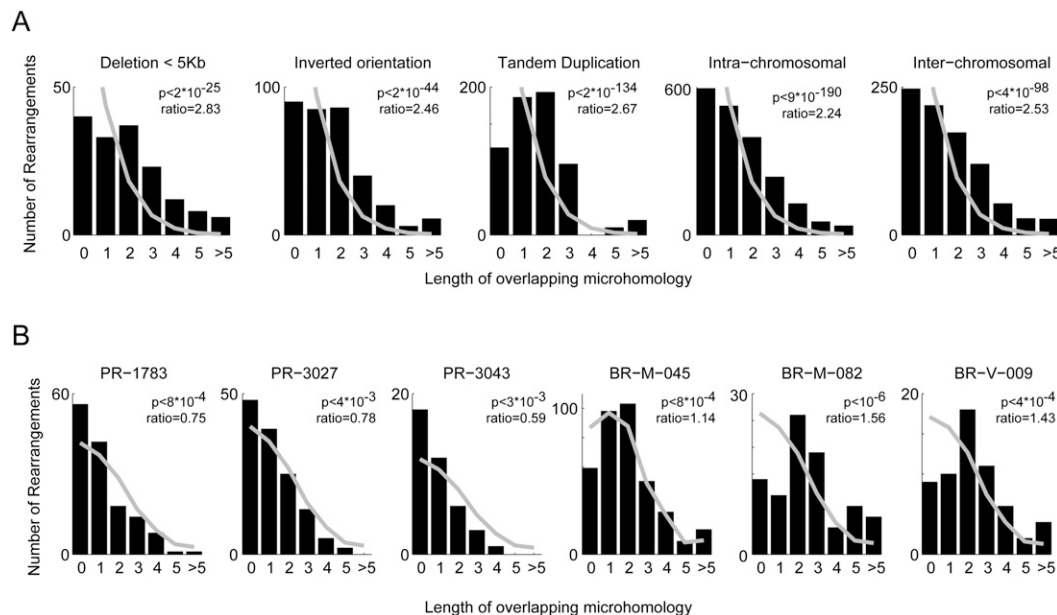 A
Deletion < 5Kb
Inverted orientation
Tandem Duplication
Intra−chromosomal
Inter−chromosomal
Number of Rearrangements
50
0
p<2*10⁻²⁵
ratio=2.83
0 1 2 3 4 5 >5
100
0
p<2*10⁻⁴⁴
ratio=2.46
0 1 2 3 4 5 >5
200
0
p<2*10⁻¹³⁴
ratio=2.67
0 1 2 3 4 5 >5
600
0
p<9*10⁻¹⁹⁰
ratio=2.24
0 1 2 3 4 5 >5
250
0
p<4*10⁻⁹⁸
ratio=2.53
0 1 2 3 4 5 >5
Length of overlapping microhomology
B
PR−1783
PR−3027
PR−3043
BR−M−045
BR−M−082
BR−V−009
Number of Rearrangements
60
0
p<8*10⁻⁴
ratio=0.75
0 1 2 3 4 5 >5
50
0
p<4*10⁻³
ratio=0.78
0 1 2 3 4 5 >5
20
0
p<3*10⁻³
ratio=0.59
0 1 2 3 4 5 >5
100
0
p<8*10⁻⁴
ratio=1.14
0 1 2 3 4 5 >5
30
0
p<10⁻⁶
ratio=1.56
0 1 2 3 4 5 >5
20
0
p<4*10⁻⁴
ratio=1.43
0 1 2 3 4 5 >5
Length of overlapping microhomology